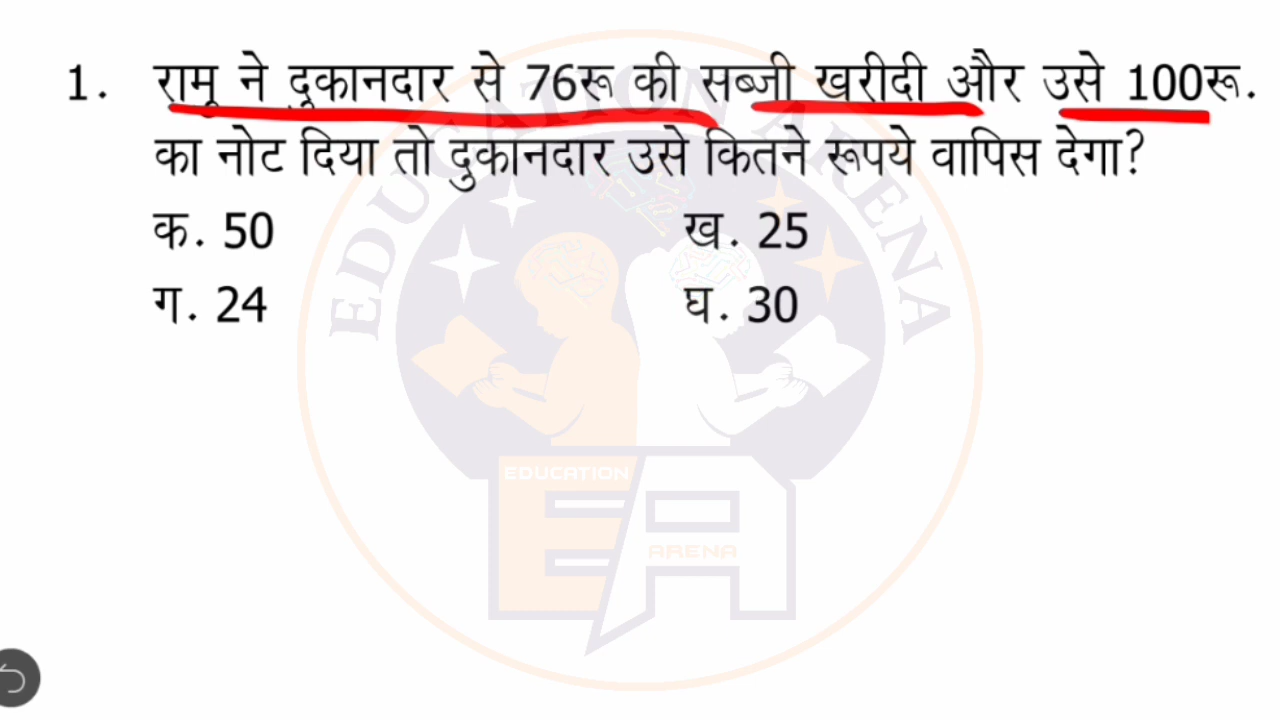 1. रामू ने दुकानदार से 76रू की सब्जी खरीदी और उसे 100रू.
का नोट दिया तो दुकानदार उसे कितने रूपये वापिस देगा?
क. 50 ख. 25
ग. 24 घ. 30
EDUCATION ARENA
EDUCATION
EA
ARENA